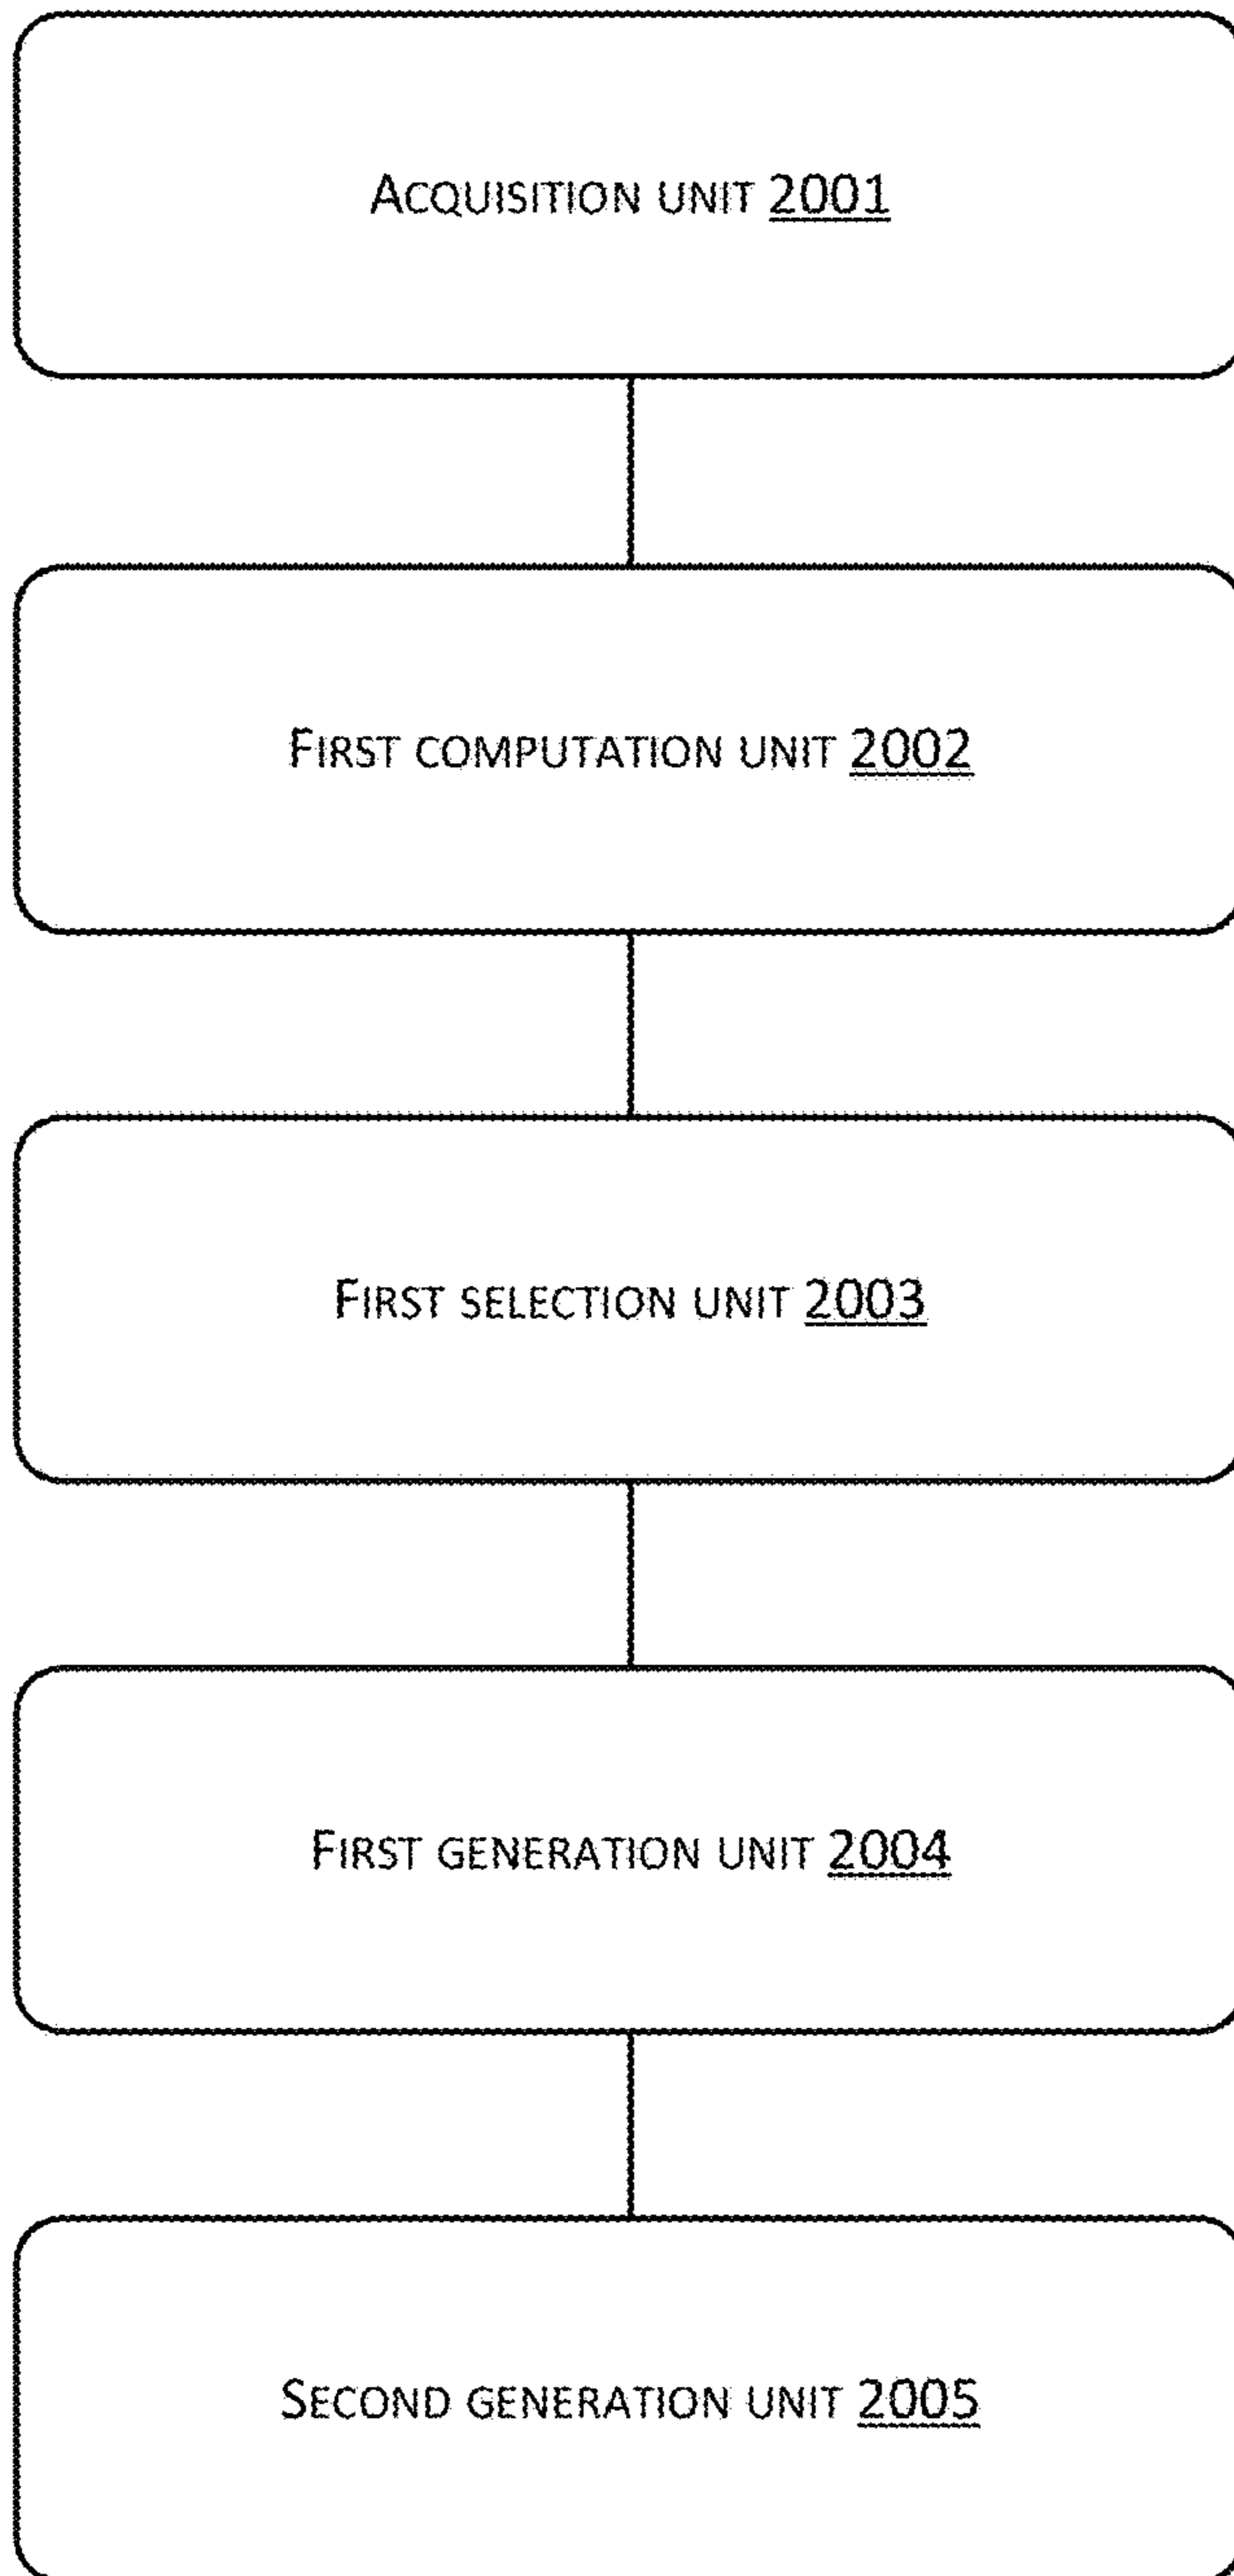 ACQUISITION UNIT 2001
FIRST COMPUTATION UNIT 2002
FIRST SELECTION UNIT 2003
FIRST GENERATION UNIT 2004
SECOND GENERATION UNIT 2005